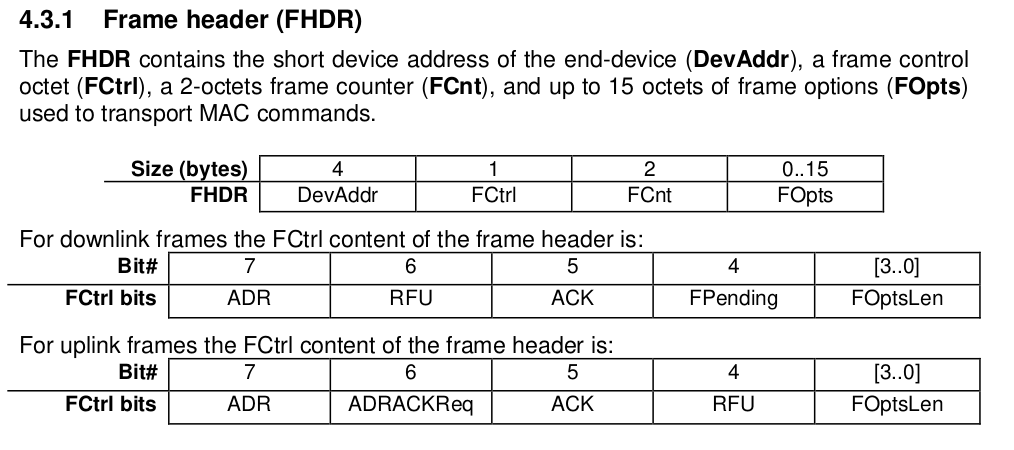 4.3.1 Frame header (FHDR)
The FHDR contains the short device address of the end-device (DevAddr), a frame control
octet (FCtrl), a 2-octets frame counter (FCnt), and up to 15 octets of frame options (FOpts)
used to transport MAC commands.
Size (bytes) 4 1 2 0..15
FHDR DevAddr FCtrl FCnt FOpts
For downlink frames the FCtrl content of the frame header is:
Bit# 7 6 5 4 [3..0]
FCtrl bits ADR RFU ACK FPending FOptsLen
For uplink frames the FCtrl content of the frame header is:
Bit# 7 6 5 4 [3..0]
FCtrl bits ADR ADRACKReq ACK RFU FOptsLen